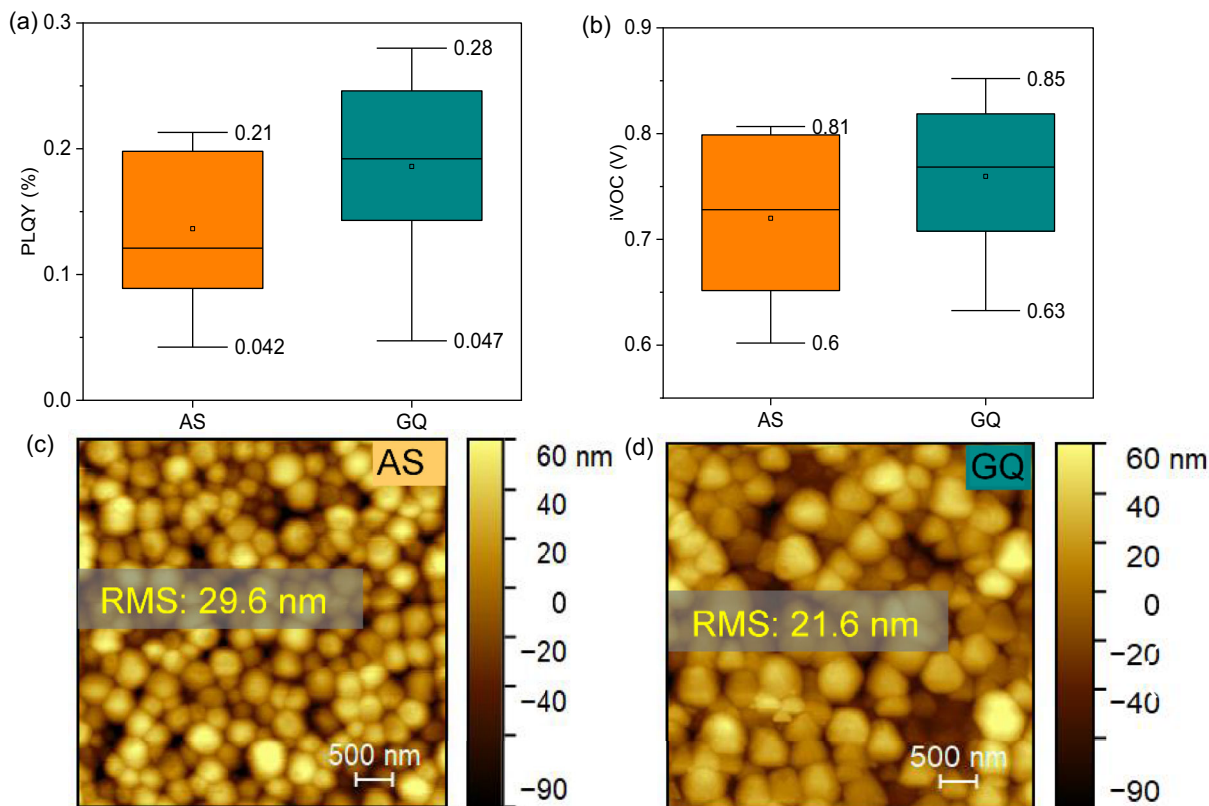 (a)
0.3
0.2
0.1
0.0
PLQY (%)
0.21
0.042
0.28
0.047
AS
GQ
(b)
0.9
0.8
0.7
0.6
iVOC (V)
0.81
0.6
0.85
0.63
AS
GQ
(c)
AS
RMS: 29.6 nm
500 nm
60 nm
40
20
0
−20
−40
−90
(d)
GQ
RMS: 21.6 nm
500 nm
60 nm
40
20
0
−20
−40
−90